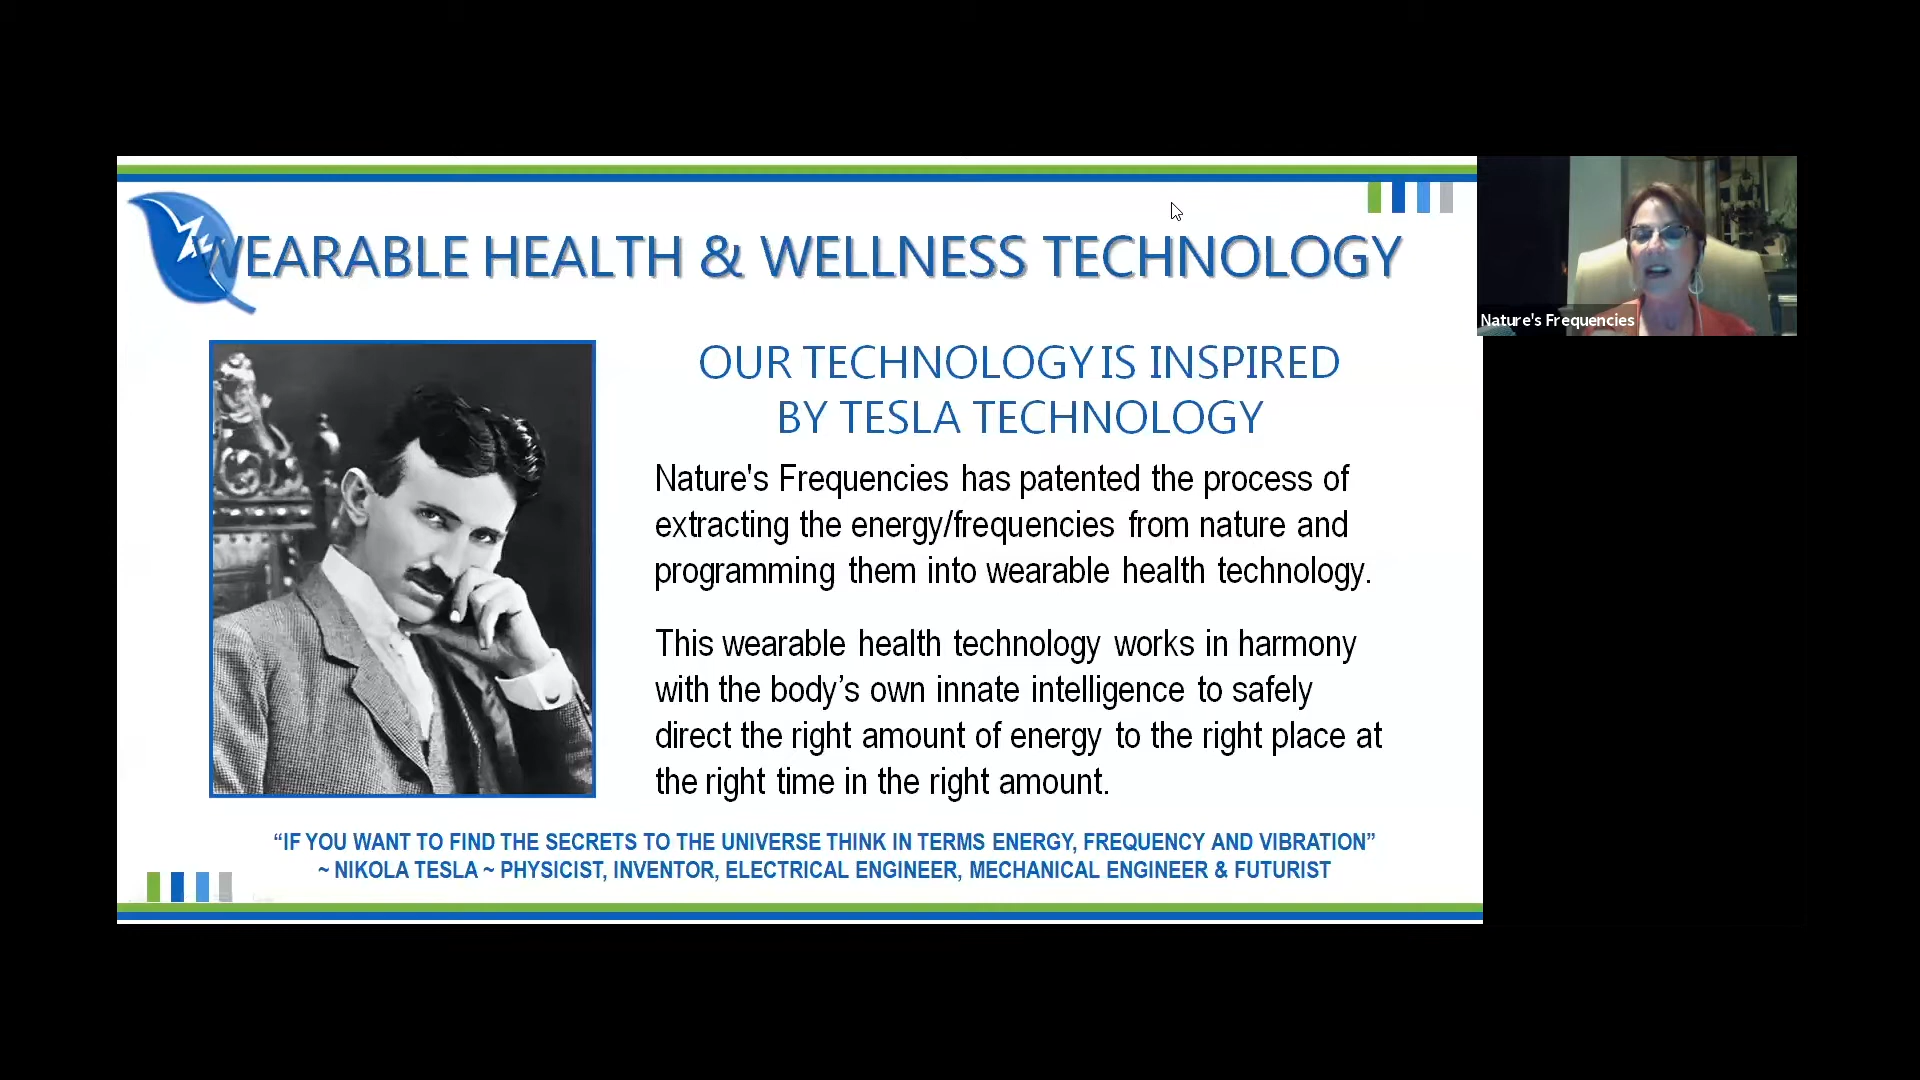 WEARABLE HEALTH & WELLNESS TECHNOLOGY
OUR TECHNOLOGY IS INSPIRED
BY TESLA TECHNOLOGY
Nature's Frequencies has patented the process of
extracting the energy/frequencies from nature and
programming them into wearable health technology.
This wearable health technology works in harmony
with the body’s own innate intelligence to safely
direct the right amount of energy to the right place at
the right time in the right amount.
“IF YOU WANT TO FIND THE SECRETS TO THE UNIVERSE THINK IN TERMS ENERGY, FREQUENCY AND VIBRATION”
~ NIKOLA TESLA ~ PHYSICIST, INVENTOR, ELECTRICAL ENGINEER, MECHANICAL ENGINEER & FUTURIST
Nature's Frequencies